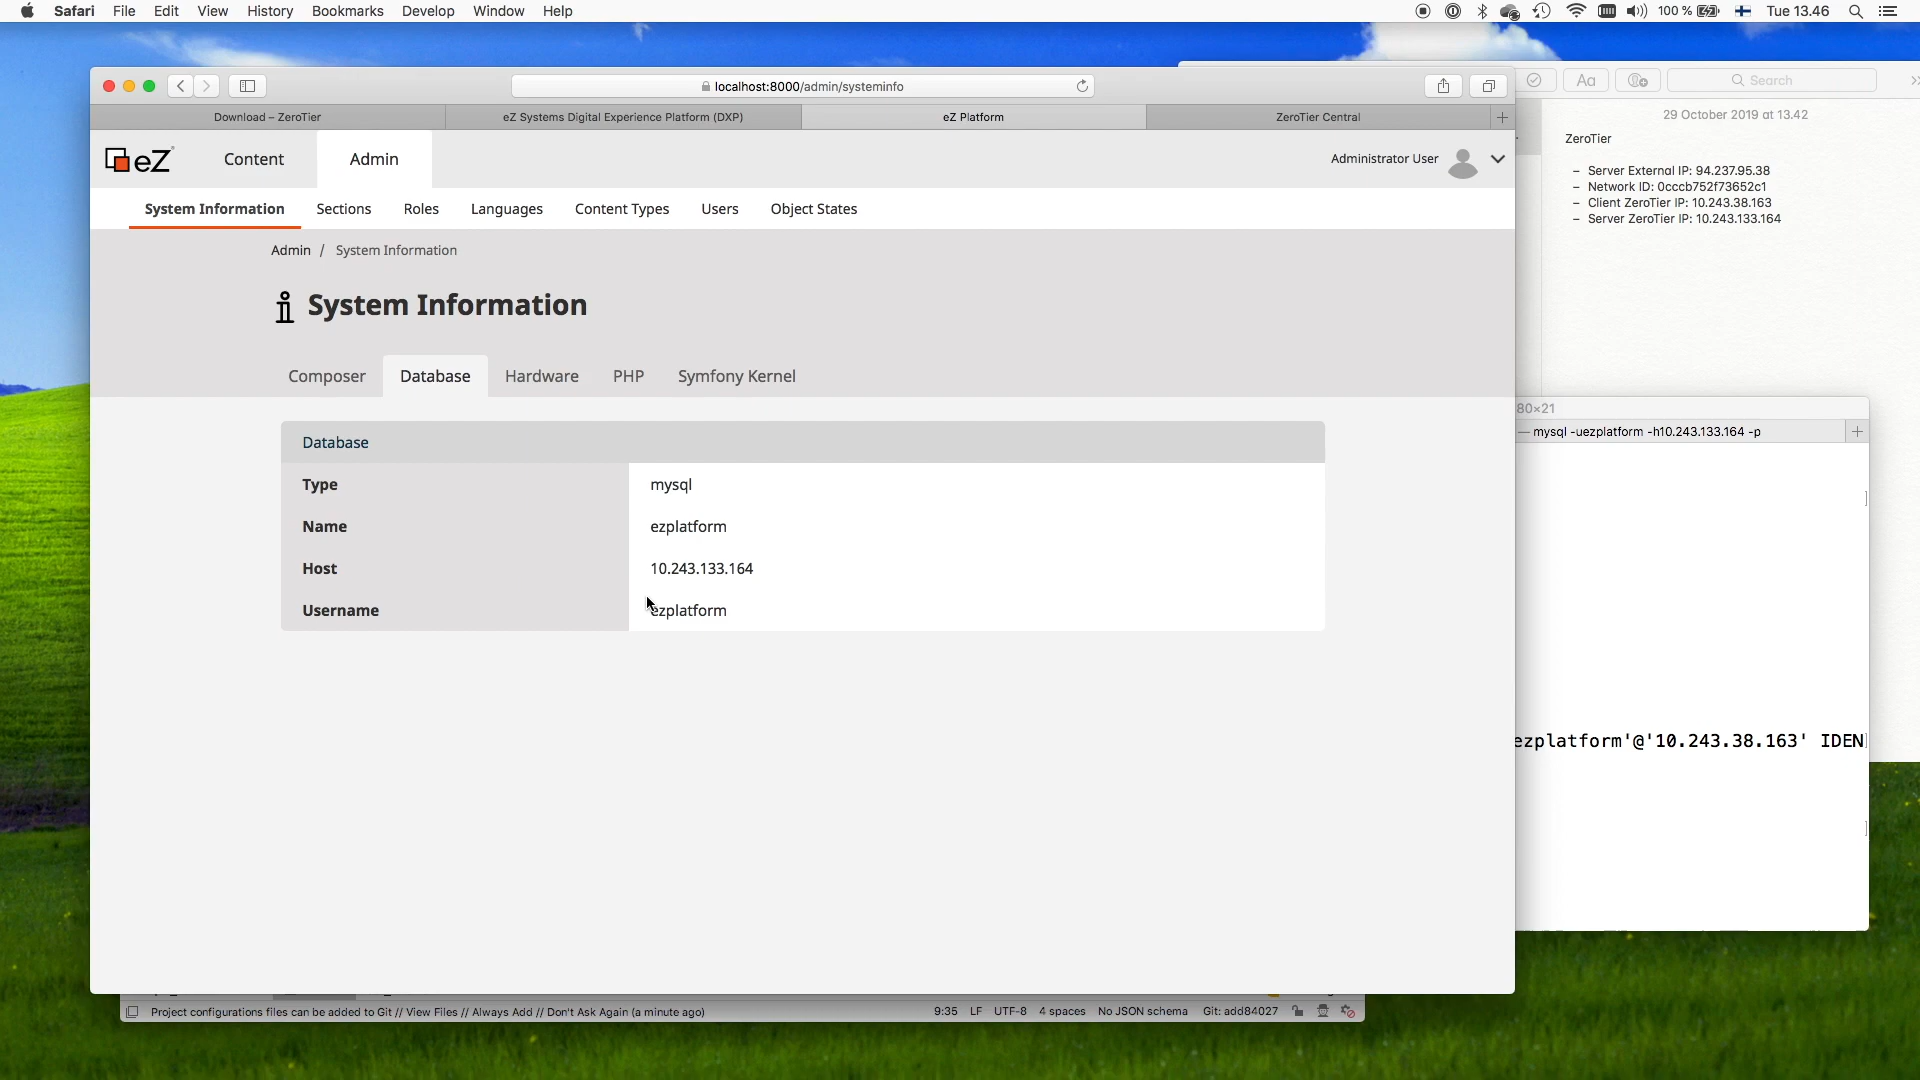 Safari File Edit View History Bookmarks Develop Window Help 100 % Tue 13.46
localhost:8000/admin/systeminfo
Aa Search
Download – ZeroTier
eZ Systems Digital Experience Platform (DXP)
eZ Platform
ZeroTier Central
29 October 2019 at 13.42
ZeroTier
– Server External IP: 94.237.95.38
– Network ID: 0cccb752f73652c1
– Client ZeroTier IP: 10.243.38.163
– Server ZeroTier IP: 10.243.133.164
eZ Content Admin
Administrator User
System Information Sections Roles Languages Content Types Users Object States
Admin / System Information
System Information
Composer Database Hardware PHP Symfony Kernel
Database
Type mysql
Name ezplatform
Host 10.243.133.164
Username ezplatform
80×21
— mysql -uezplatform -h10.243.133.164 -p
ezplatform'@'10.243.38.163' IDEN
Project configurations files can be added to Git // View Files // Always Add // Don't Ask Again (a minute ago)
9:35 LF UTF-8 4 spaces No JSON schema Git: add84027